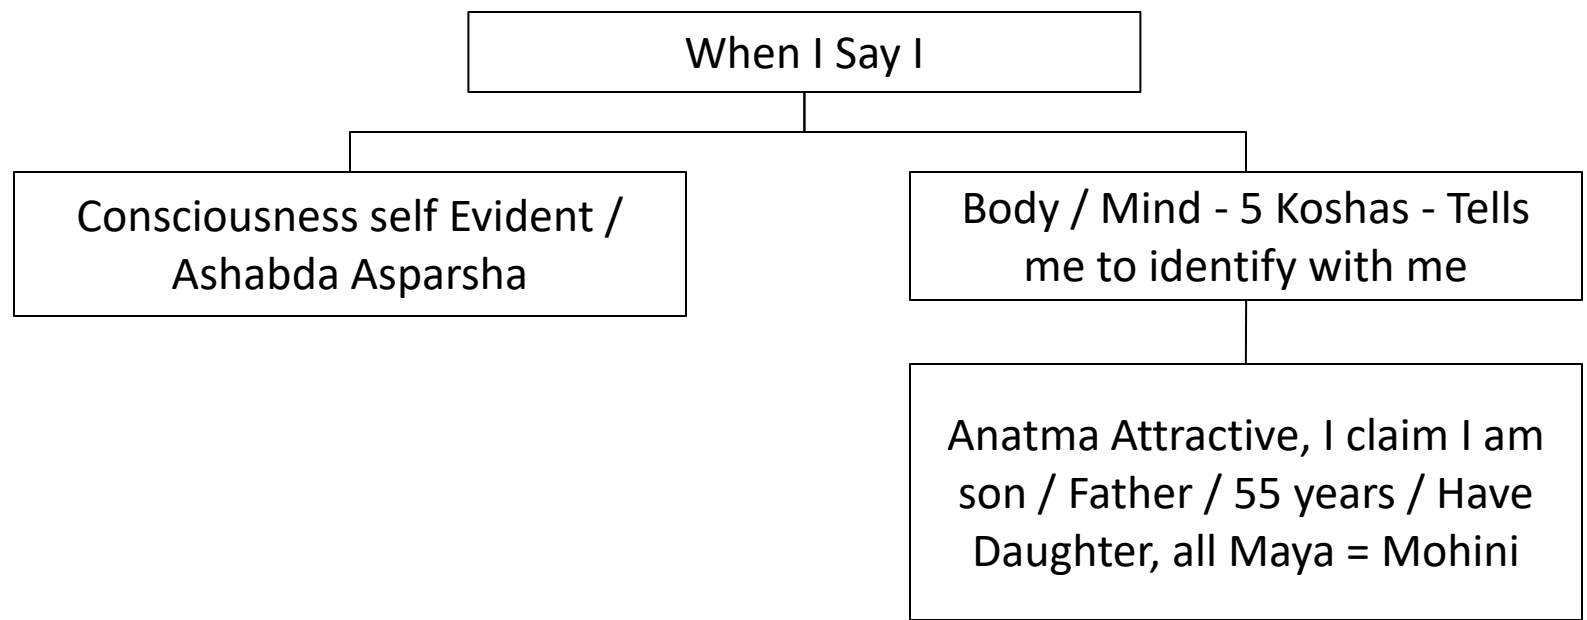 When I Say I
Consciousness self Evident /
Ashabda Asparsha
Body / Mind - 5 Koshas - Tells
me to identify with me
Anatma Attractive, I claim I am
son / Father / 55 years / Have
Daughter, all Maya = Mohini